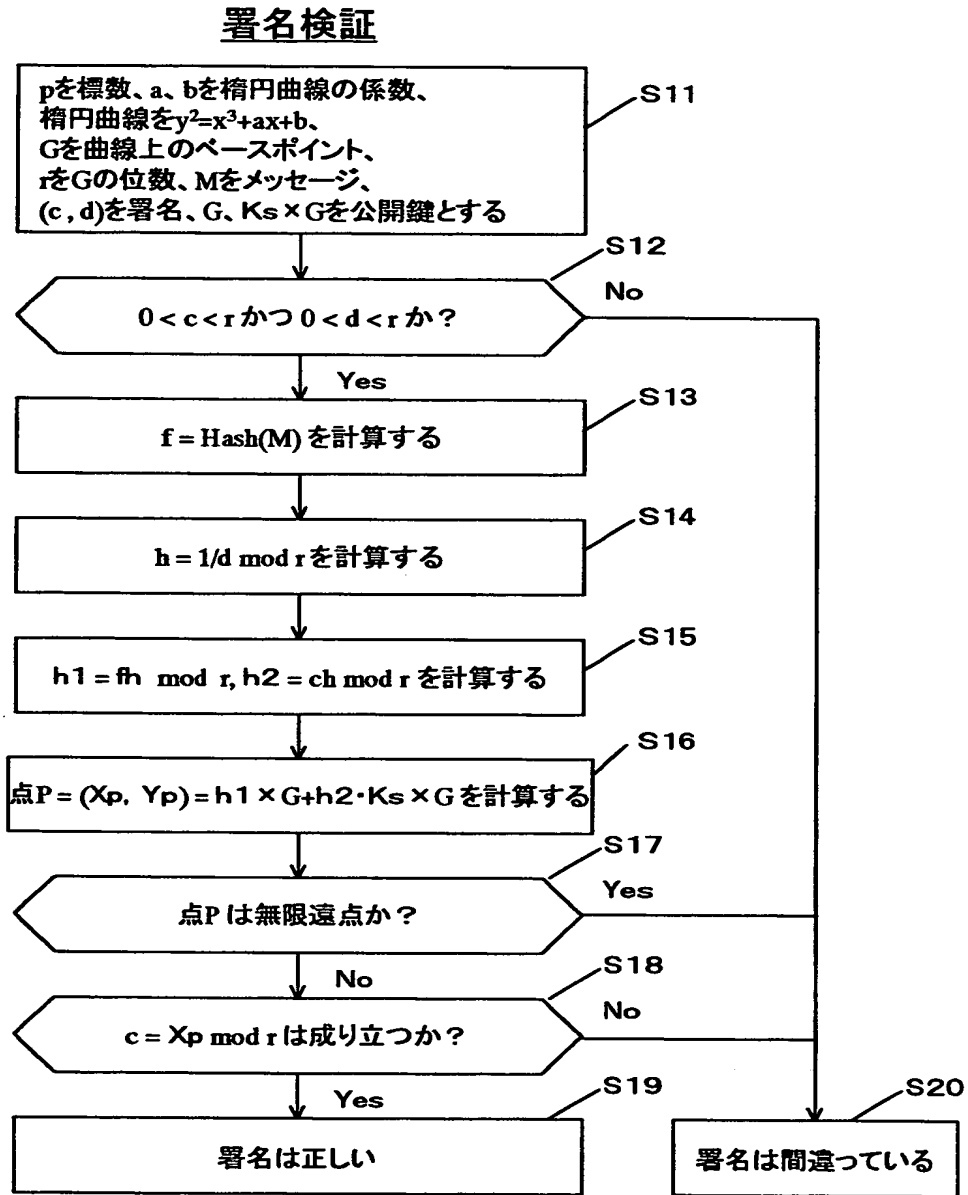 署名検証
pを標数、a、bを楕円曲線の係数、
楕円曲線をy²=x³+ax+b、
Gを曲線上のベースポイント、
rをGの位数、Mをメッセージ、
(c , d)を署名、G、Ks×Gを公開鍵とする
S11
S12
0 < c < r かつ 0 < d < r か?
No
Yes
S13
f = Hash(M) を計算する
S14
h = 1/d mod r を計算する
S15
h1 = fh mod r, h2 = ch mod r を計算する
S16
点P = (Xp, Yp) = h1 × G+h2・Ks × G を計算する
S17
点P は無限遠点か?
Yes
No
S18
c = Xp mod r は成り立つか?
No
Yes
S19
署名は正しい
S20
署名は間違っている